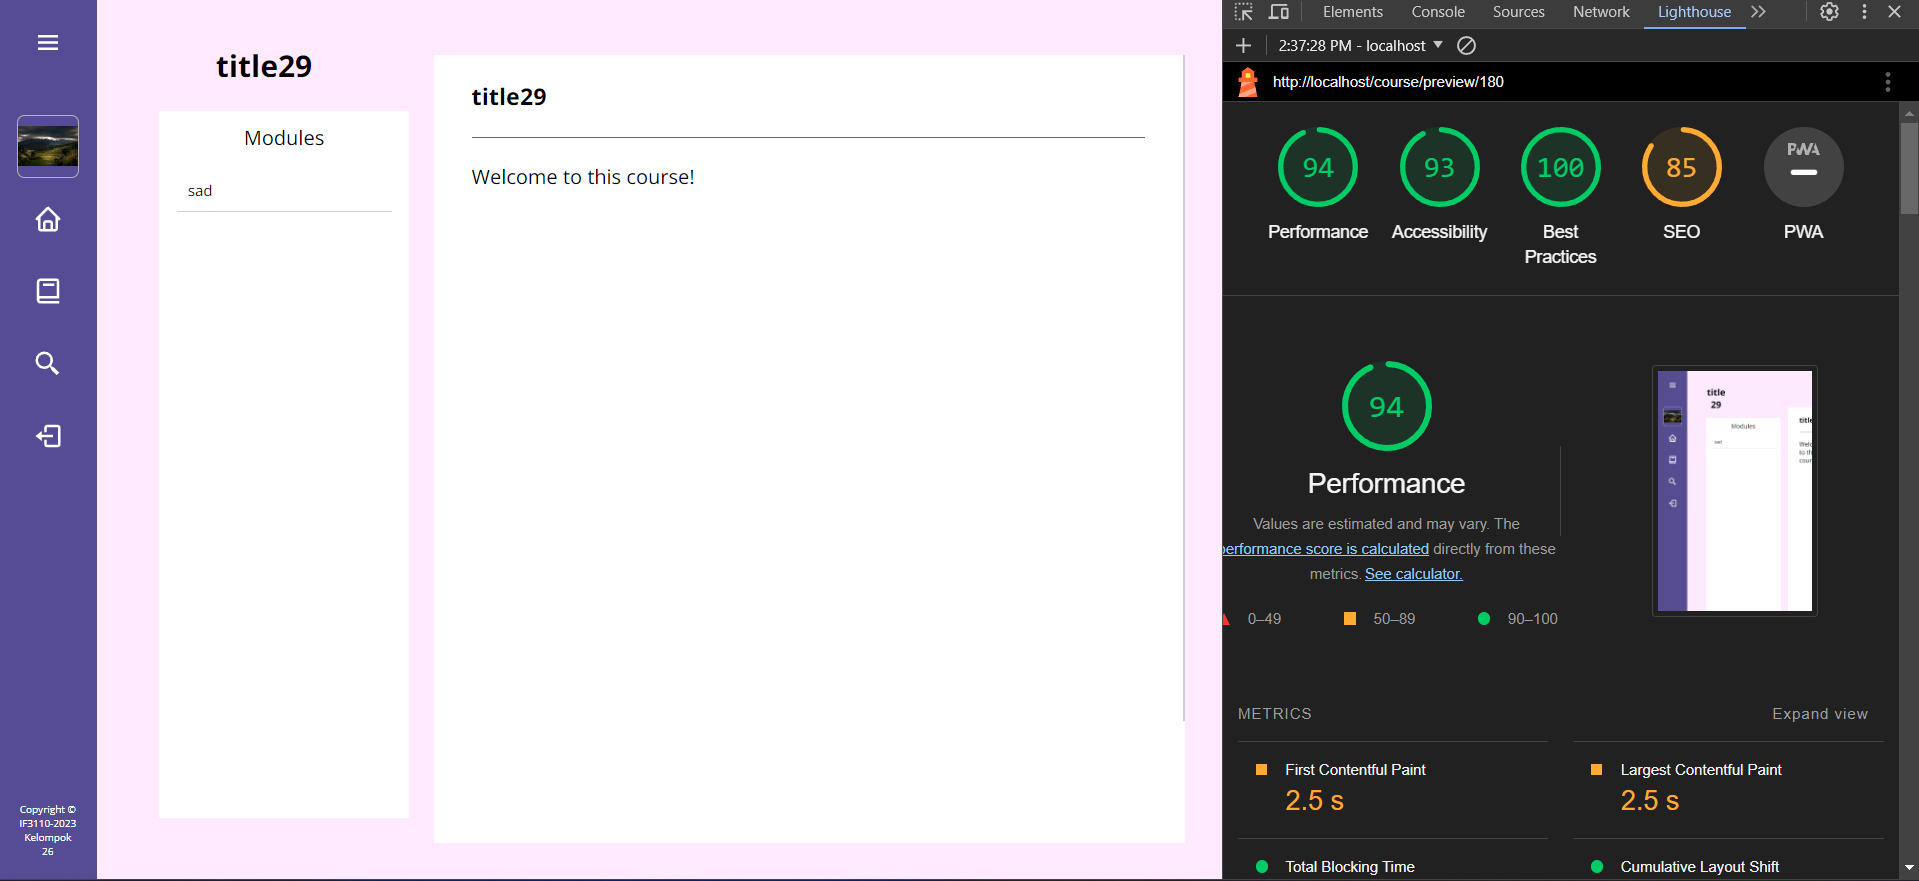 title29
Modules
sad
title29
Welcome to this course!
Copyright ©
IF3110-2023
Kelompok
26
Elements Console Sources Network Lighthouse
2:37:28 PM - localhost
http://localhost/course/preview/180
94 93 100 85 PWA
Performance Accessibility Best Practices SEO PWA
94
Performance
Values are estimated and may vary. The
performance score is calculated directly from these
metrics. See calculator.
0–49 50–89 90–100
title
29
Modules
METRICS Expand view
First Contentful Paint
2.5 s
Largest Contentful Paint
2.5 s
Total Blocking Time
Cumulative Layout Shift